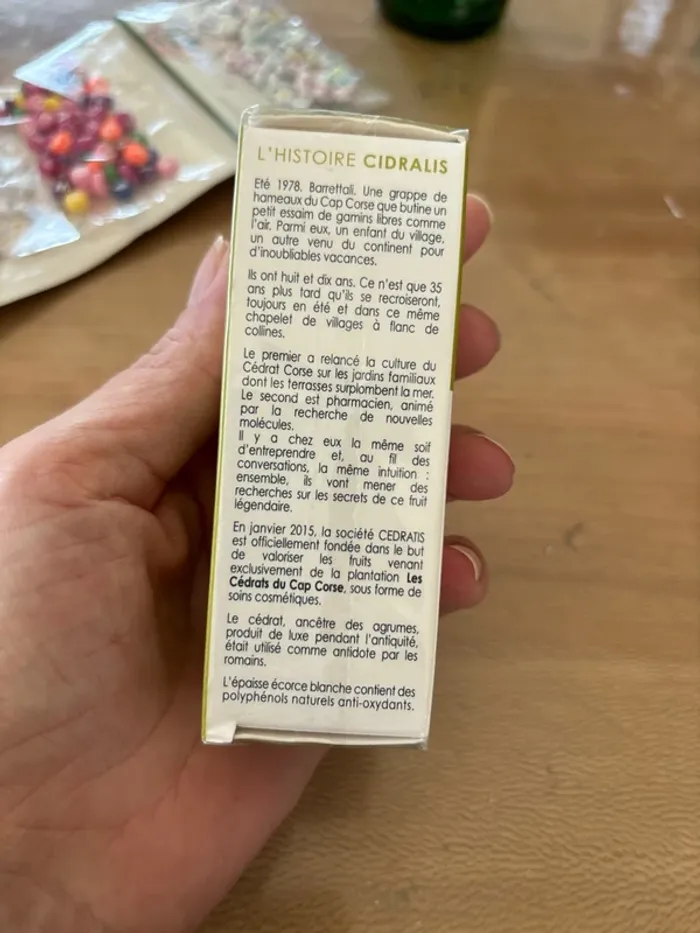 L'HISTOIRE CIDRALIS
Eté 1978. Barrettali. Une grappe de
hameaux du Cap Corse que butine un
petit essaim de gamins libres comme
l'air. Parmi eux, un enfant du village,
un autre venu du continent pour
d'inoubliables vacances.
Ils ont huit et dix ans. Ce n'est que 35
ans plus tard qu'ils se recroiseront,
toujours en été et dans ce même
chapelet de villages à flanc de
collines.
Le premier a relancé la culture du
Cédrat Corse sur les jardins familiaux
dont les terrasses surplombent la mer.
Le second est pharmacien, animé
par la recherche de nouvelles
molécules.
Il y a chez eux la même soif
d'entreprendre et, au fil des
conversations, la même intuition :
ensemble, ils vont mener des
recherches sur les secrets de ce fruit
légendaire.
En janvier 2015, la société CEDRATIS
est officiellement fondée dans le but
de valoriser les fruits venant
exclusivement de la plantation Les
Cédrats du Cap Corse, sous forme de
soins cosmétiques.
Le cédrat, ancêtre des agrumes,
produit de luxe pendant l'antiquité,
était utilisé comme antidote par les
romains.
L'épaisse écorce blanche contient des
polyphénols naturels anti-oxydants.